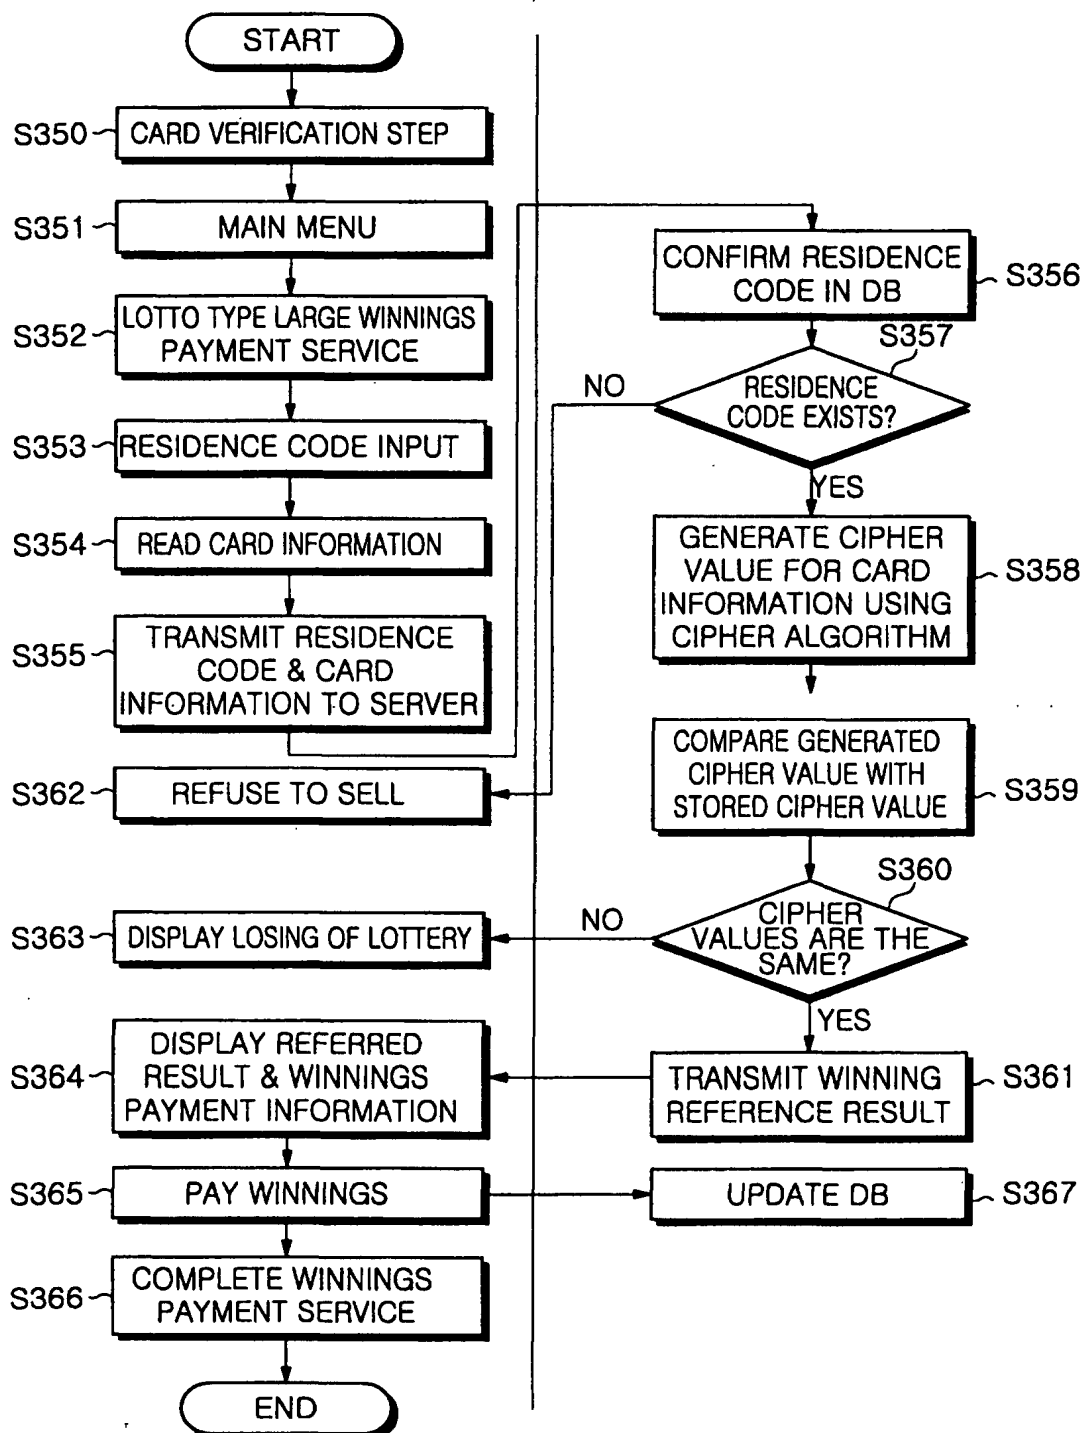 START
S350
CARD VERIFICATION STEP
S351
MAIN MENU
S352
LOTTO TYPE LARGE WINNINGS
PAYMENT SERVICE
S353
RESIDENCE CODE INPUT
S354
READ CARD INFORMATION
S355
TRANSMIT RESIDENCE
CODE & CARD
INFORMATION TO SERVER
CONFIRM RESIDENCE
CODE IN DB
S356
S357
RESIDENCE
CODE EXISTS?
NO
YES
GENERATE CIPHER
VALUE FOR CARD
INFORMATION USING
CIPHER ALGORITHM
S358
COMPARE GENERATED
CIPHER VALUE WITH
STORED CIPHER VALUE
S359
S362
REFUSE TO SELL
S360
CIPHER
VALUES ARE THE
SAME?
NO
YES
S363
DISPLAY LOSING OF LOTTERY
TRANSMIT WINNING
REFERENCE RESULT
S361
S364
DISPLAY REFERRED
RESULT & WINNINGS
PAYMENT INFORMATION
S365
PAY WINNINGS
UPDATE DB
S367
S366
COMPLETE WINNINGS
PAYMENT SERVICE
END